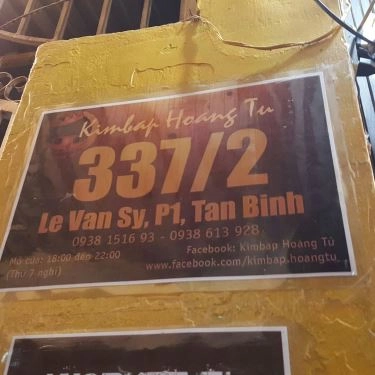 Kimbap Hoàng Tu
337/2
Le Van Sy, P1, Tan Binh
0938 1516 93 - 0938 613 928
Mở cửa: 18:00 đến 22:00
Facebook: Kimbap Hoàng Tử
(Thứ 7 nghỉ)
www.facebook.com/kimbap.hoangtu